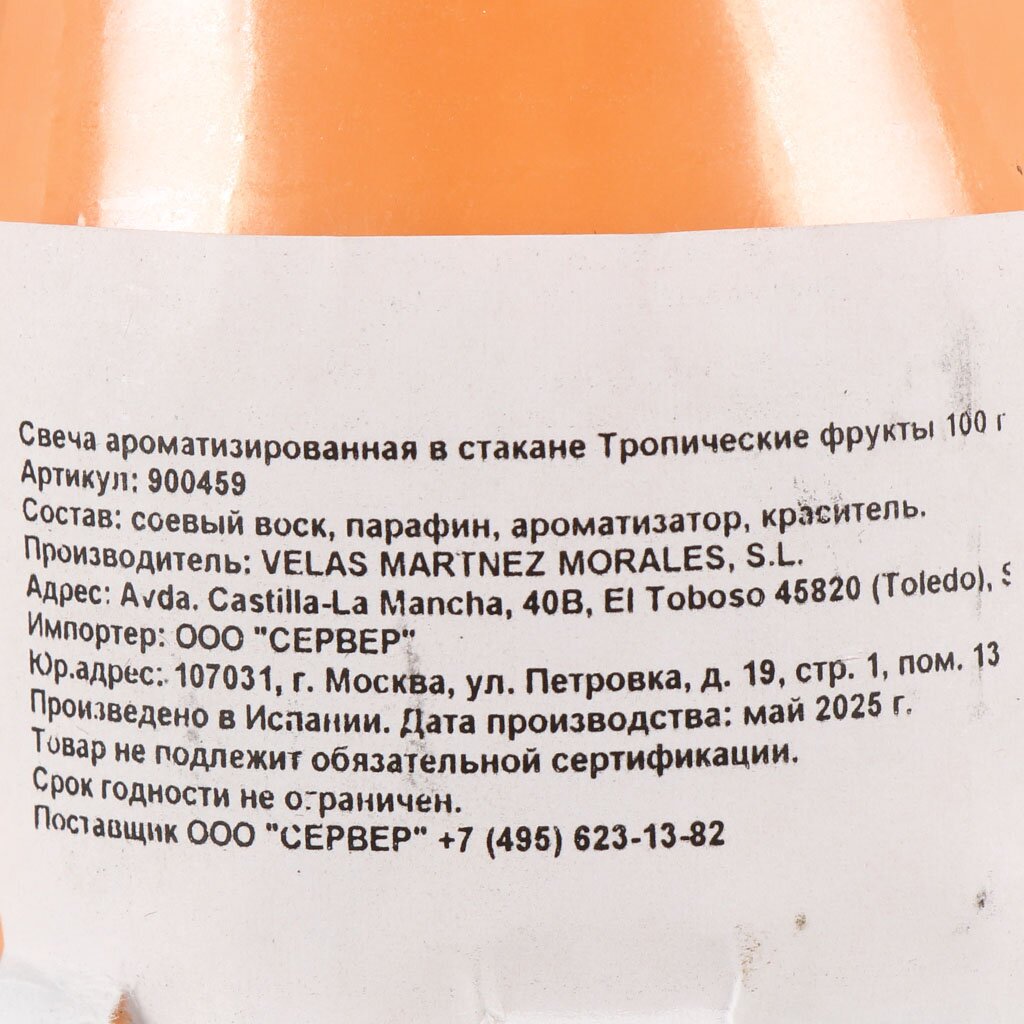 Свеча ароматизированная в стакане Тропические фрукты 100 г
Артикул: 900459
Состав: соевый воск, парафин, ароматизатор, краситель.
Производитель: VELAS MARTNEZ MORALES, S.L.
Адрес: Avda. Castilla-La Mancha, 40B, El Toboso 45820 (Toledo),
Импортер: ООО "СЕРВЕР"
Юр.адрес: 107031, г. Москва, ул. Петровка, д. 19, стр. 1, пом. 13
Произведено в Испании. Дата производства: май 2025 г.
Товар не подлежит обязательной сертификации.
Срок годности не ограничен.
Поставщик ООО "СЕРВЕР" +7 (495) 623-13-82